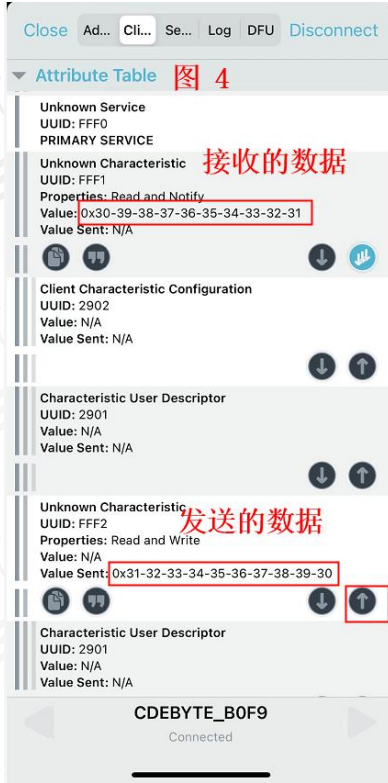 Close Ad... Cli... Se... Log DFU Disconnect
Attribute Table 图 4
Unknown Service
UUID: FFF0
PRIMARY SERVICE
Unknown Characteristic
接收的数据
UUID: FFF1
Properties: Read and Notify
Value: 0x30-39-38-37-36-35-34-33-32-31
Value Sent: N/A
Client Characteristic Configuration
UUID: 2902
Value: N/A
Value Sent: N/A
Characteristic User Descriptor
UUID: 2901
Value: N/A
Value Sent: N/A
Unknown Characteristic
发送的数据
UUID: FFF2
Properties: Read and Write
Value: N/A
Value Sent: 0x31-32-33-34-35-36-37-38-39-30
Characteristic User Descriptor
UUID: 2901
Value: N/A
Value Sent: N/A
CDEBYTE_B0F9
Connected